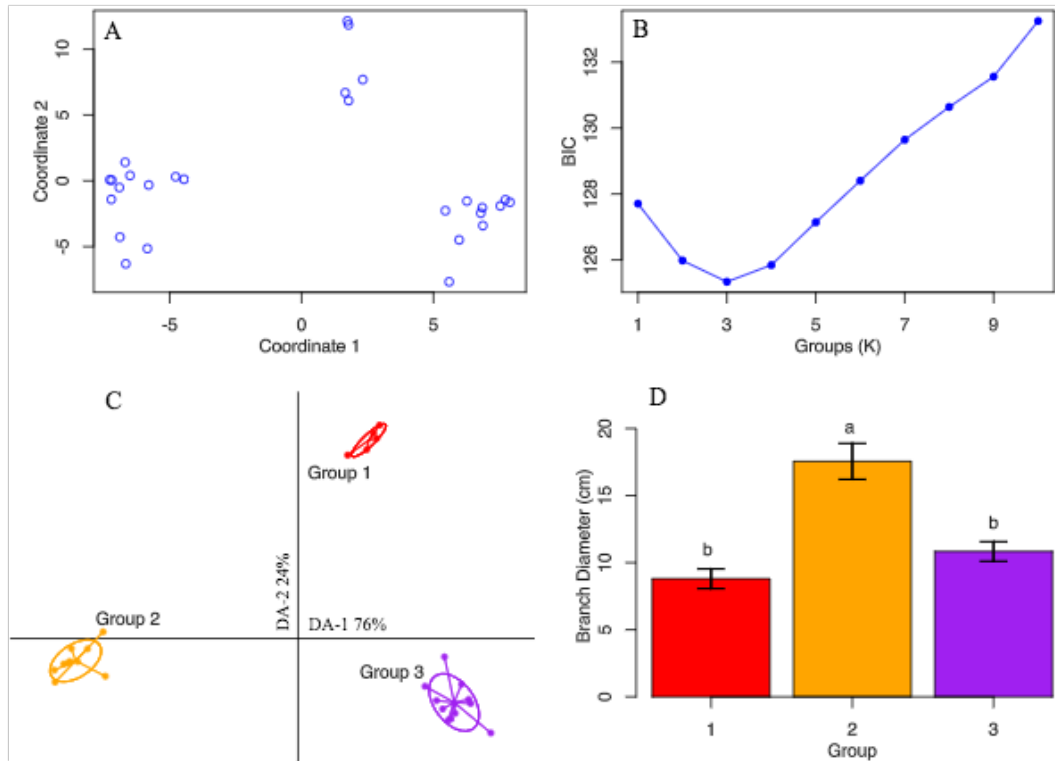 A
10
5
0
-5
Coordinate 2
-5
0
5
Coordinate 1
B
132
130
128
126
BIC
1
3
5
7
9
Groups (K)
C
Group 1
DA-2 24%
DA-1 76%
Group 2
Group 3
D
20
15
10
5
0
Branch Diameter (cm)
b
a
b
1
2
3
Group